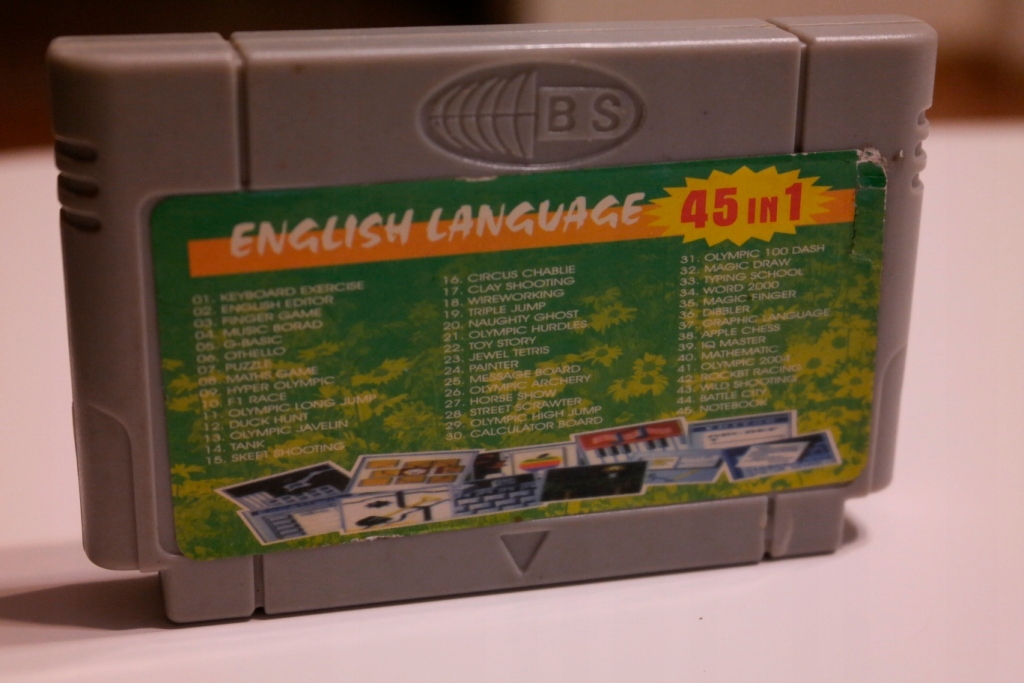 BS
ENGLISH LANGUAGE
45 IN 1
01. KEYBOARD EXERCISE
02. ENGLISH EDITOR
03. FINGER GAME
04. MUSIC BORAD
05. G-BASIC
06. OTHELLO
07. PUZZLE
08. MATHS GAME
09. HYPER OLYMPIC
10. F1 RACE
11. OLYMPIC LONG JUMP
12. DUCK HUNT
13. OLYMPIC JAVELIN
14. TANK
15. SKEET SHOOTING
16. CIRCUS CHABLIE
17. CLAY SHOOTING
18. WIREWORKING
19. TRIPLE JUMP
20. NAUGHTY GHOST
21. OLYMPIC HURDLES
22. TOY STORY
23. JEWEL TETRIS
24. PAINTER
25. MESSAGE BOARD
26. OLYMPIC ARCHERY
27. HORSE SHOW
28. STREET SCRAWTER
29. OLYMPIC HIGH JUMP
30. CALCULATOR BOARD
31. OLYMPIC 100 DASH
32. MAGIC DRAW
33. TYPING SCHOOL
34. WORD 2000
35. MAGIC FINGER
36. DIBBLER
37. GRAPHIC LANGUAGE
38. APPLE CHESS
39. IQ MASTER
40. MATHEMATIC
41. OLYMPIC 2004
42. ROCKBT RACING
43. WILD SHOOTING
44. BATTLE CITY
45. NOTEBOOK